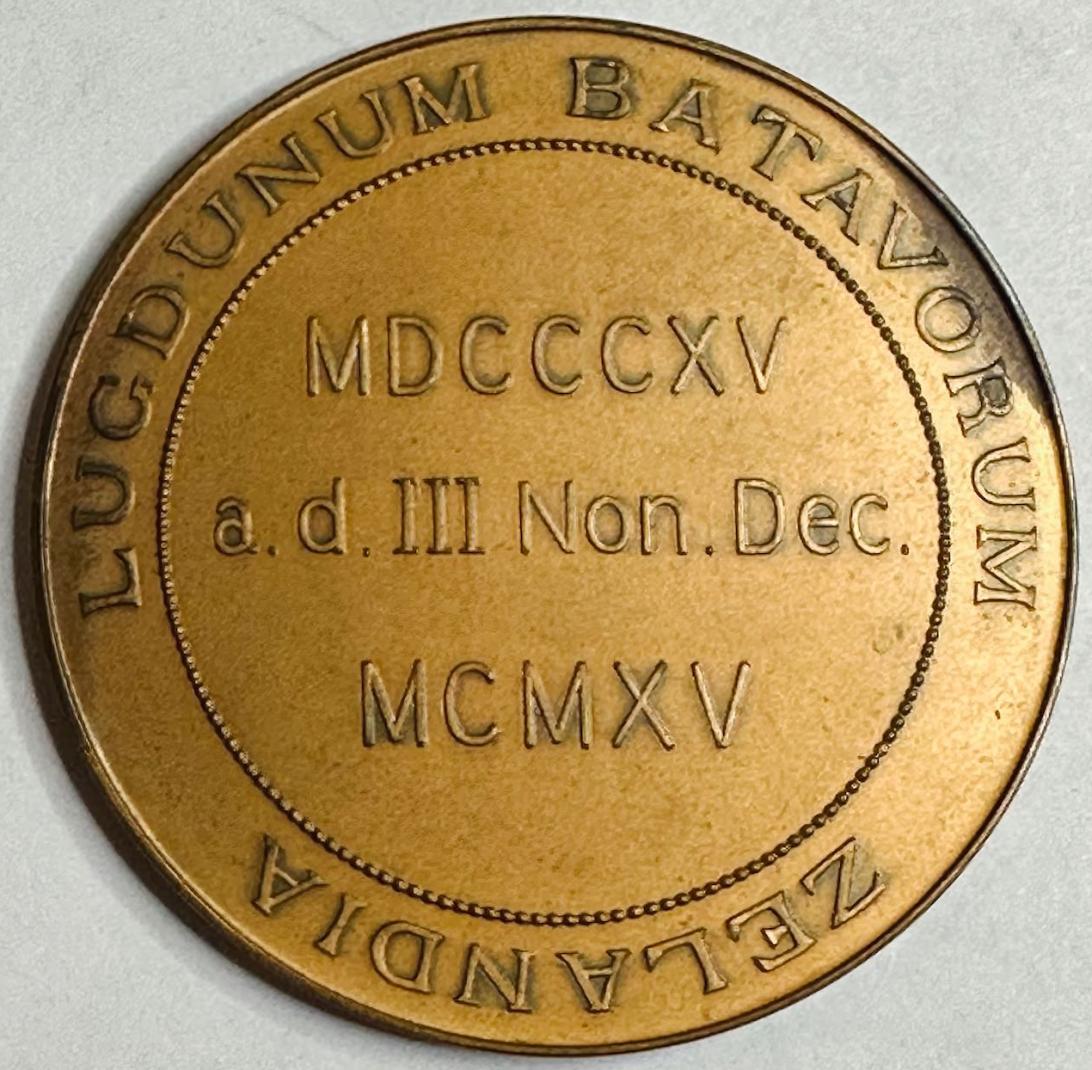 LUGDUNUM BATAVORUM
MDCCCXV
a. d. III Non. Dec.
MCMXV
ZELANDIA